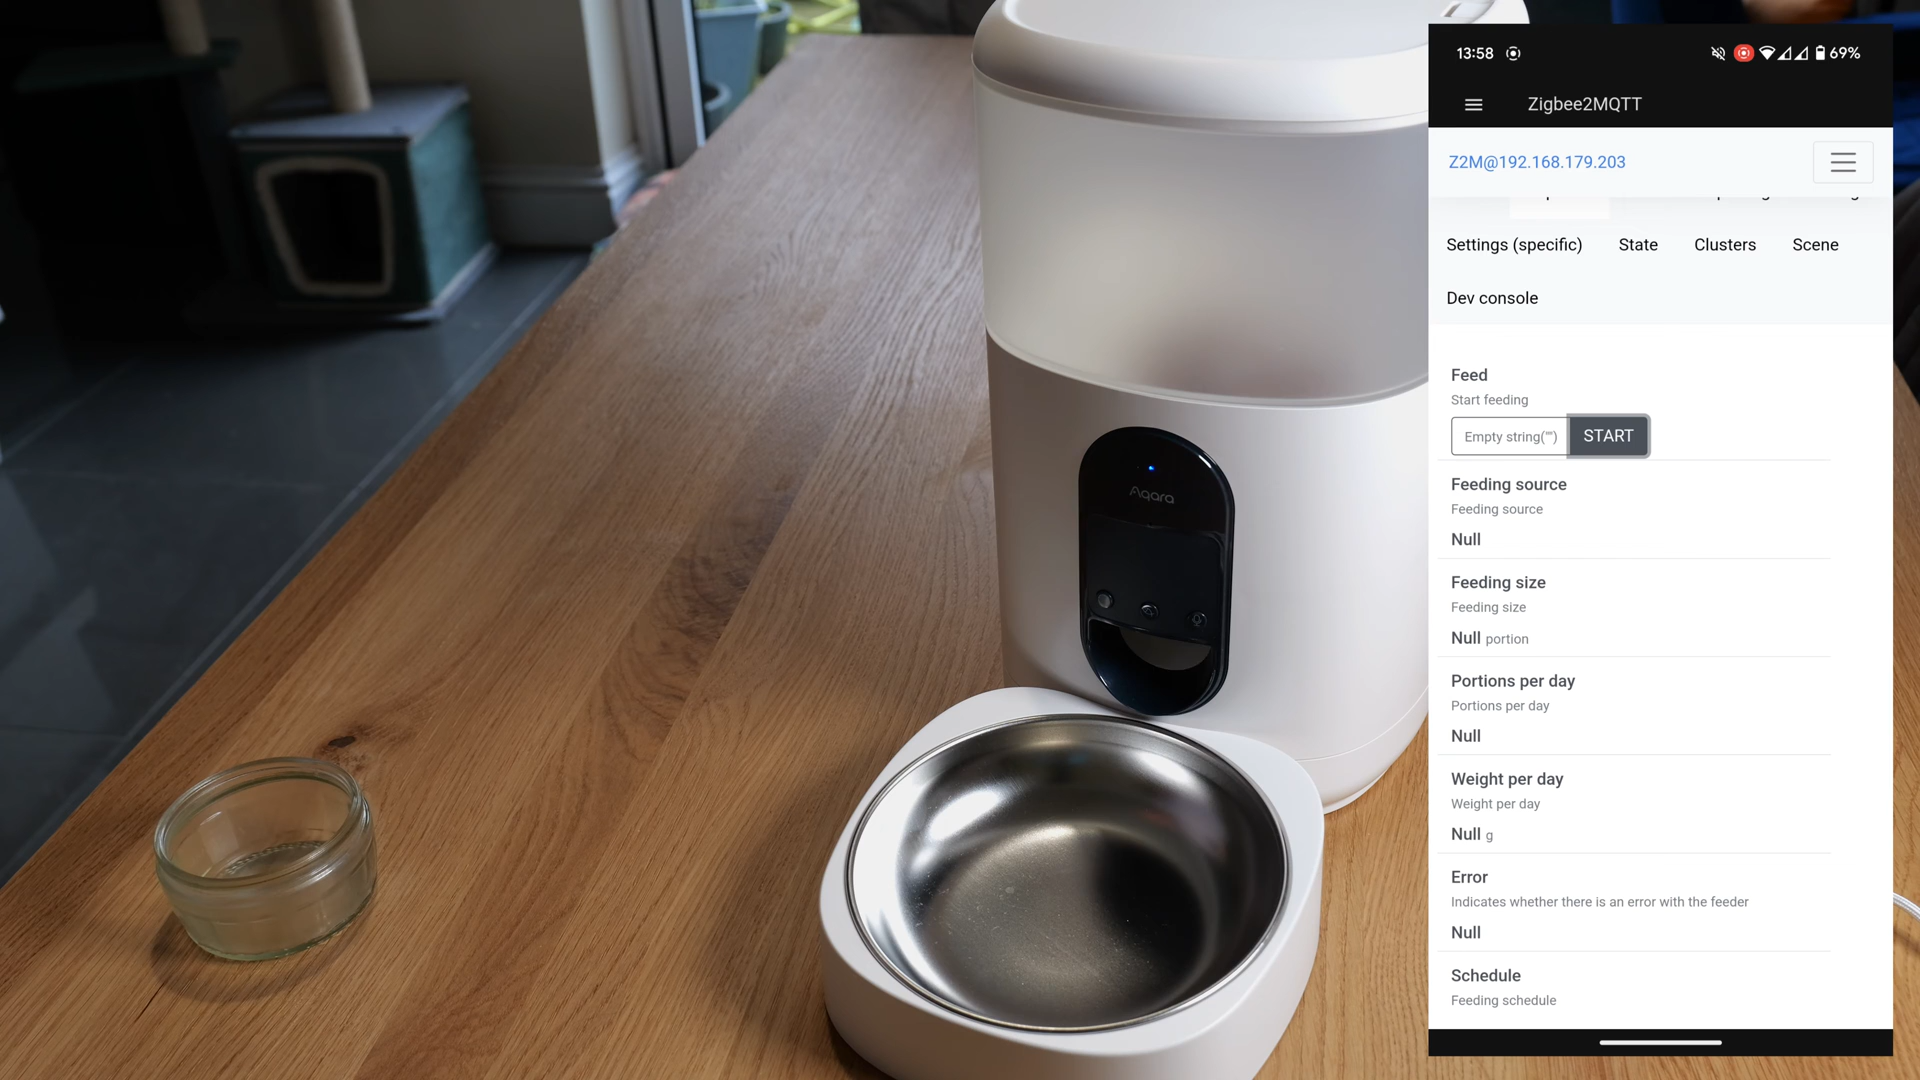 Aqara
13:58
69%
Zigbee2MQTT
Z2M@192.168.179.203
Settings (specific) State Clusters Scene
Dev console
Feed
Start feeding
Empty string("") START
Feeding source
Feeding source
Null
Feeding size
Feeding size
Null portion
Portions per day
Portions per day
Null
Weight per day
Weight per day
Null g
Error
Indicates whether there is an error with the feeder
Null
Schedule
Feeding schedule